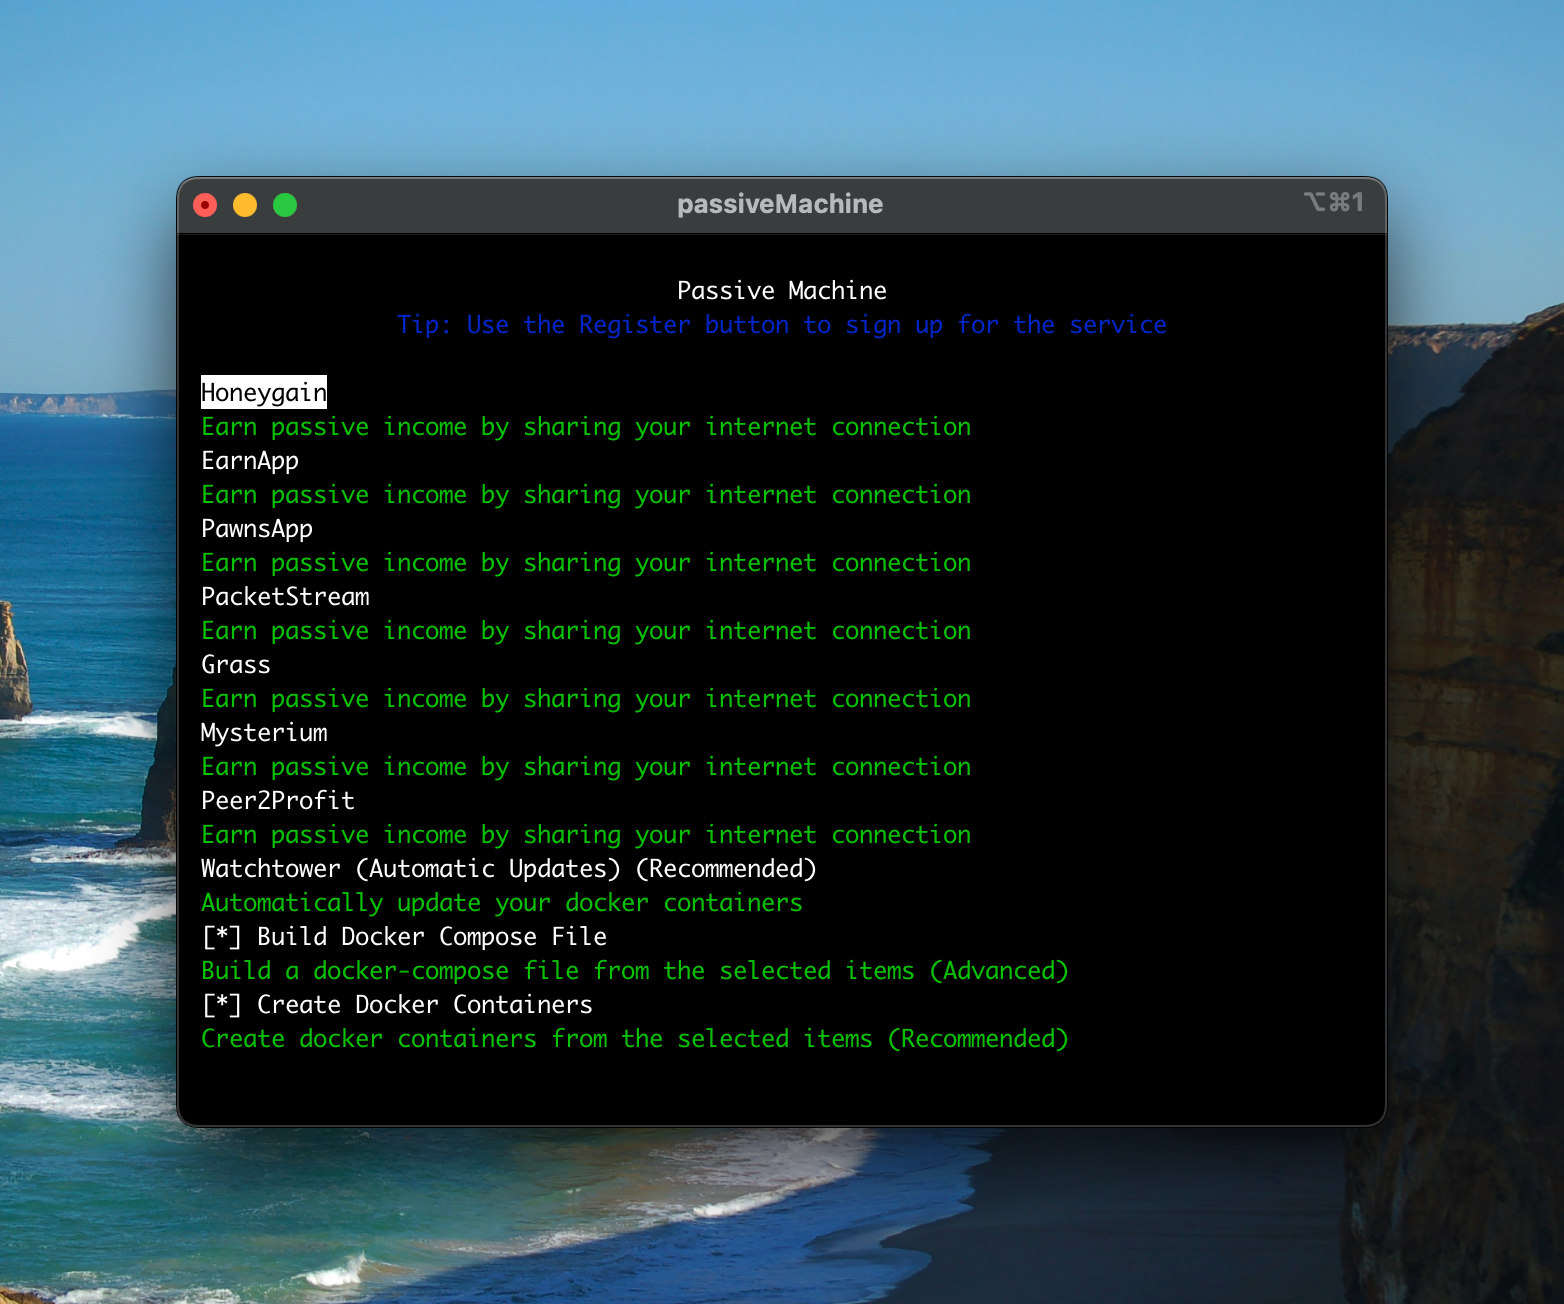 passiveMachine
⌥⌘1
Passive Machine
Tip: Use the Register button to sign up for the service
Honeygain
Earn passive income by sharing your internet connection
EarnApp
Earn passive income by sharing your internet connection
PawnsApp
Earn passive income by sharing your internet connection
PacketStream
Earn passive income by sharing your internet connection
Grass
Earn passive income by sharing your internet connection
Mysterium
Earn passive income by sharing your internet connection
Peer2Profit
Earn passive income by sharing your internet connection
Watchtower (Automatic Updates) (Recommended)
Automatically update your docker containers
[*] Build Docker Compose File
Build a docker-compose file from the selected items (Advanced)
[*] Create Docker Containers
Create docker containers from the selected items (Recommended)